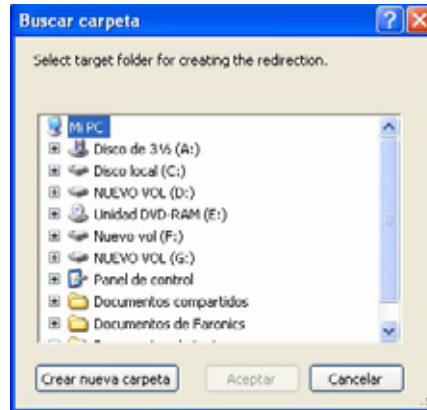 Buscar carpeta
Select target folder for creating the redirection.
Mi PC
Disco de 3½ (A:)
Disco local (C:)
NUEVO VOL (D:)
Unidad DVD-RAM (E:)
Nuevo vol (F:)
NUEVO VOL (G:)
Panel de control
Documentos compartidos
Documentos de Faronics
Crear nueva carpeta Aceptar Cancelar